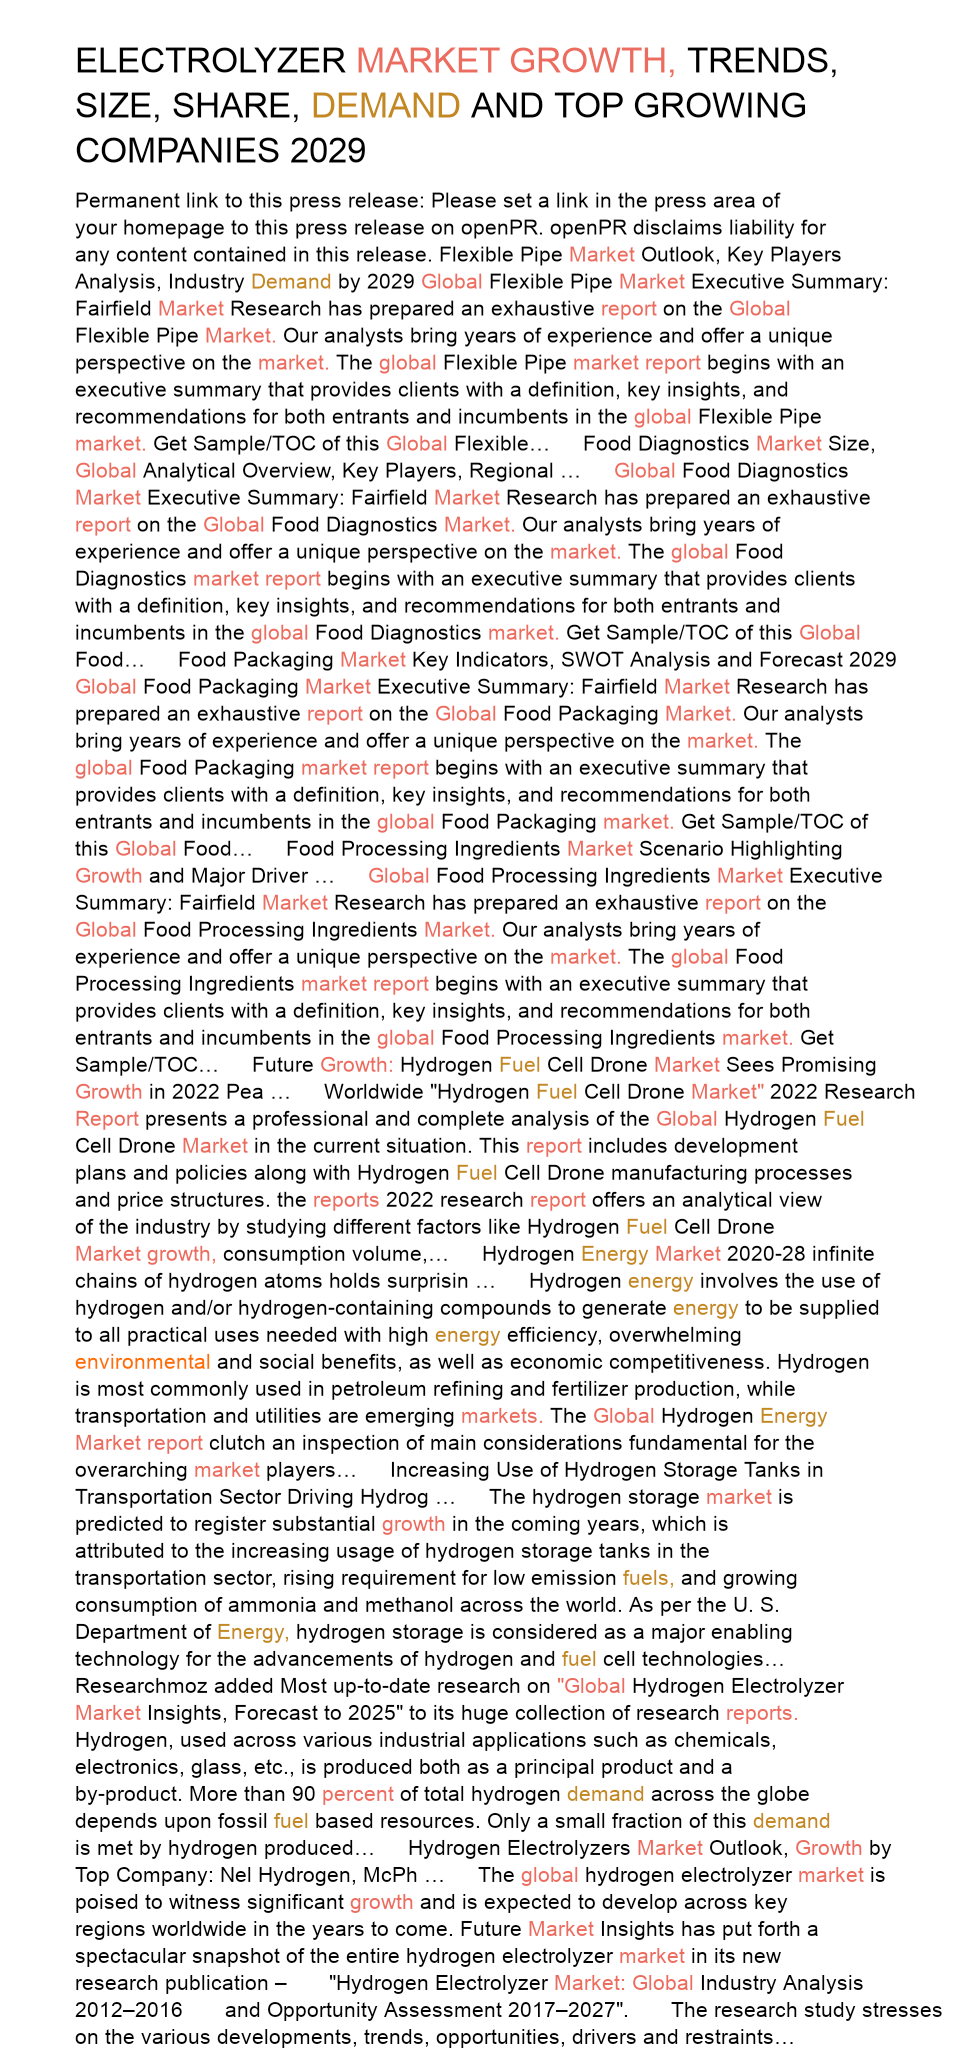 ELECTROLYZER MARKET GROWTH, TRENDS,
SIZE, SHARE, DEMAND AND TOP GROWING
COMPANIES 2029
Permanent link to this press release: Please set a link in the press area of
your homepage to this press release on openPR. openPR disclaims liability for
any content contained in this release. Flexible Pipe Market Outlook, Key Players
Analysis, Industry Demand by 2029 Global Flexible Pipe Market Executive Summary:
Fairfield Market Research has prepared an exhaustive report on the Global
Flexible Pipe Market. Our analysts bring years of experience and offer a unique
perspective on the market. The global Flexible Pipe market report begins with an
executive summary that provides clients with a definition, key insights, and
recommendations for both entrants and incumbents in the global Flexible Pipe
market. Get Sample/TOC of this Global Flexible… Food Diagnostics Market Size,
Global Analytical Overview, Key Players, Regional … Global Food Diagnostics
Market Executive Summary: Fairfield Market Research has prepared an exhaustive
report on the Global Food Diagnostics Market. Our analysts bring years of
experience and offer a unique perspective on the market. The global Food
Diagnostics market report begins with an executive summary that provides clients
with a definition, key insights, and recommendations for both entrants and
incumbents in the global Food Diagnostics market. Get Sample/TOC of this Global
Food… Food Packaging Market Key Indicators, SWOT Analysis and Forecast 2029
Global Food Packaging Market Executive Summary: Fairfield Market Research has
prepared an exhaustive report on the Global Food Packaging Market. Our analysts
bring years of experience and offer a unique perspective on the market. The
global Food Packaging market report begins with an executive summary that
provides clients with a definition, key insights, and recommendations for both
entrants and incumbents in the global Food Packaging market. Get Sample/TOC of
this Global Food… Food Processing Ingredients Market Scenario Highlighting
Growth and Major Driver … Global Food Processing Ingredients Market Executive
Summary: Fairfield Market Research has prepared an exhaustive report on the
Global Food Processing Ingredients Market. Our analysts bring years of
experience and offer a unique perspective on the market. The global Food
Processing Ingredients market report begins with an executive summary that
provides clients with a definition, key insights, and recommendations for both
entrants and incumbents in the global Food Processing Ingredients market. Get
Sample/TOC… Future Growth: Hydrogen Fuel Cell Drone Market Sees Promising
Growth in 2022 Pea … Worldwide "Hydrogen Fuel Cell Drone Market" 2022 Research
Report presents a professional and complete analysis of the Global Hydrogen Fuel
Cell Drone Market in the current situation. This report includes development
plans and policies along with Hydrogen Fuel Cell Drone manufacturing processes
and price structures. the reports 2022 research report offers an analytical view
of the industry by studying different factors like Hydrogen Fuel Cell Drone
Market growth, consumption volume,… Hydrogen Energy Market 2020-28 infinite
chains of hydrogen atoms holds surprisin … Hydrogen energy involves the use of
hydrogen and/or hydrogen-containing compounds to generate energy to be supplied
to all practical uses needed with high energy efficiency, overwhelming
environmental and social benefits, as well as economic competitiveness. Hydrogen
is most commonly used in petroleum refining and fertilizer production, while
transportation and utilities are emerging markets. The Global Hydrogen Energy
Market report clutch an inspection of main considerations fundamental for the
overarching market players… Increasing Use of Hydrogen Storage Tanks in
Transportation Sector Driving Hydrog … The hydrogen storage market is
predicted to register substantial growth in the coming years, which is
attributed to the increasing usage of hydrogen storage tanks in the
transportation sector, rising requirement for low emission fuels, and growing
consumption of ammonia and methanol across the world. As per the U. S.
Department of Energy, hydrogen storage is considered as a major enabling
technology for the advancements of hydrogen and fuel cell technologies…
Researchmoz added Most up-to-date research on "Global Hydrogen Electrolyzer
Market Insights, Forecast to 2025" to its huge collection of research reports.
Hydrogen, used across various industrial applications such as chemicals,
electronics, glass, etc., is produced both as a principal product and a
by-product. More than 90 percent of total hydrogen demand across the globe
depends upon fossil fuel based resources. Only a small fraction of this demand
is met by hydrogen produced… Hydrogen Electrolyzers Market Outlook, Growth by
Top Company: Nel Hydrogen, McPh … The global hydrogen electrolyzer market is
poised to witness significant growth and is expected to develop across key
regions worldwide in the years to come. Future Market Insights has put forth a
spectacular snapshot of the entire hydrogen electrolyzer market in its new
research publication – "Hydrogen Electrolyzer Market: Global Industry Analysis
2012–2016 and Opportunity Assessment 2017–2027". The research study stresses
on the various developments, trends, opportunities, drivers and restraints…